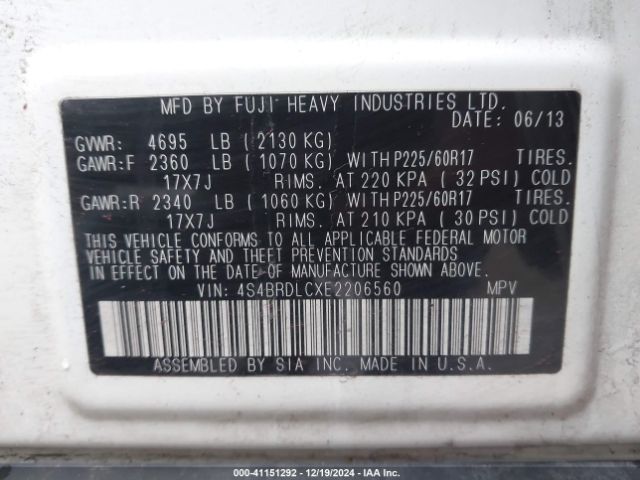 MFD BY FUJI HEAVY INDUSTRIES LTD.
DATE: 06/13
GVWR: 4695 LB ( 2130 KG)
GAWR:F 2360 LB ( 1070 KG) WITH P225/60R17 TIRES.
17X7J RIMS. AT 220 KPA ( 32 PSI) COLD
GAWR:R 2340 LB ( 1060 KG) WITH P225/60R17 TIRES.
17X7J RIMS. AT 210 KPA ( 30 PSI) COLD
THIS VEHICLE CONFORMS TO ALL APPLICABLE FEDERAL MOTOR
VEHICLE SAFETY AND THEFT PREVENTION STANDARDS
IN EFFECT ON THE DATE OF MANUFACTURE SHOWN ABOVE.
VIN: 4S4BRDLCXE2206560 MPV
ASSEMBLED BY SIA INC. MADE IN U.S.A.
000-41151292 - 12/19/2024 - IAA Inc.